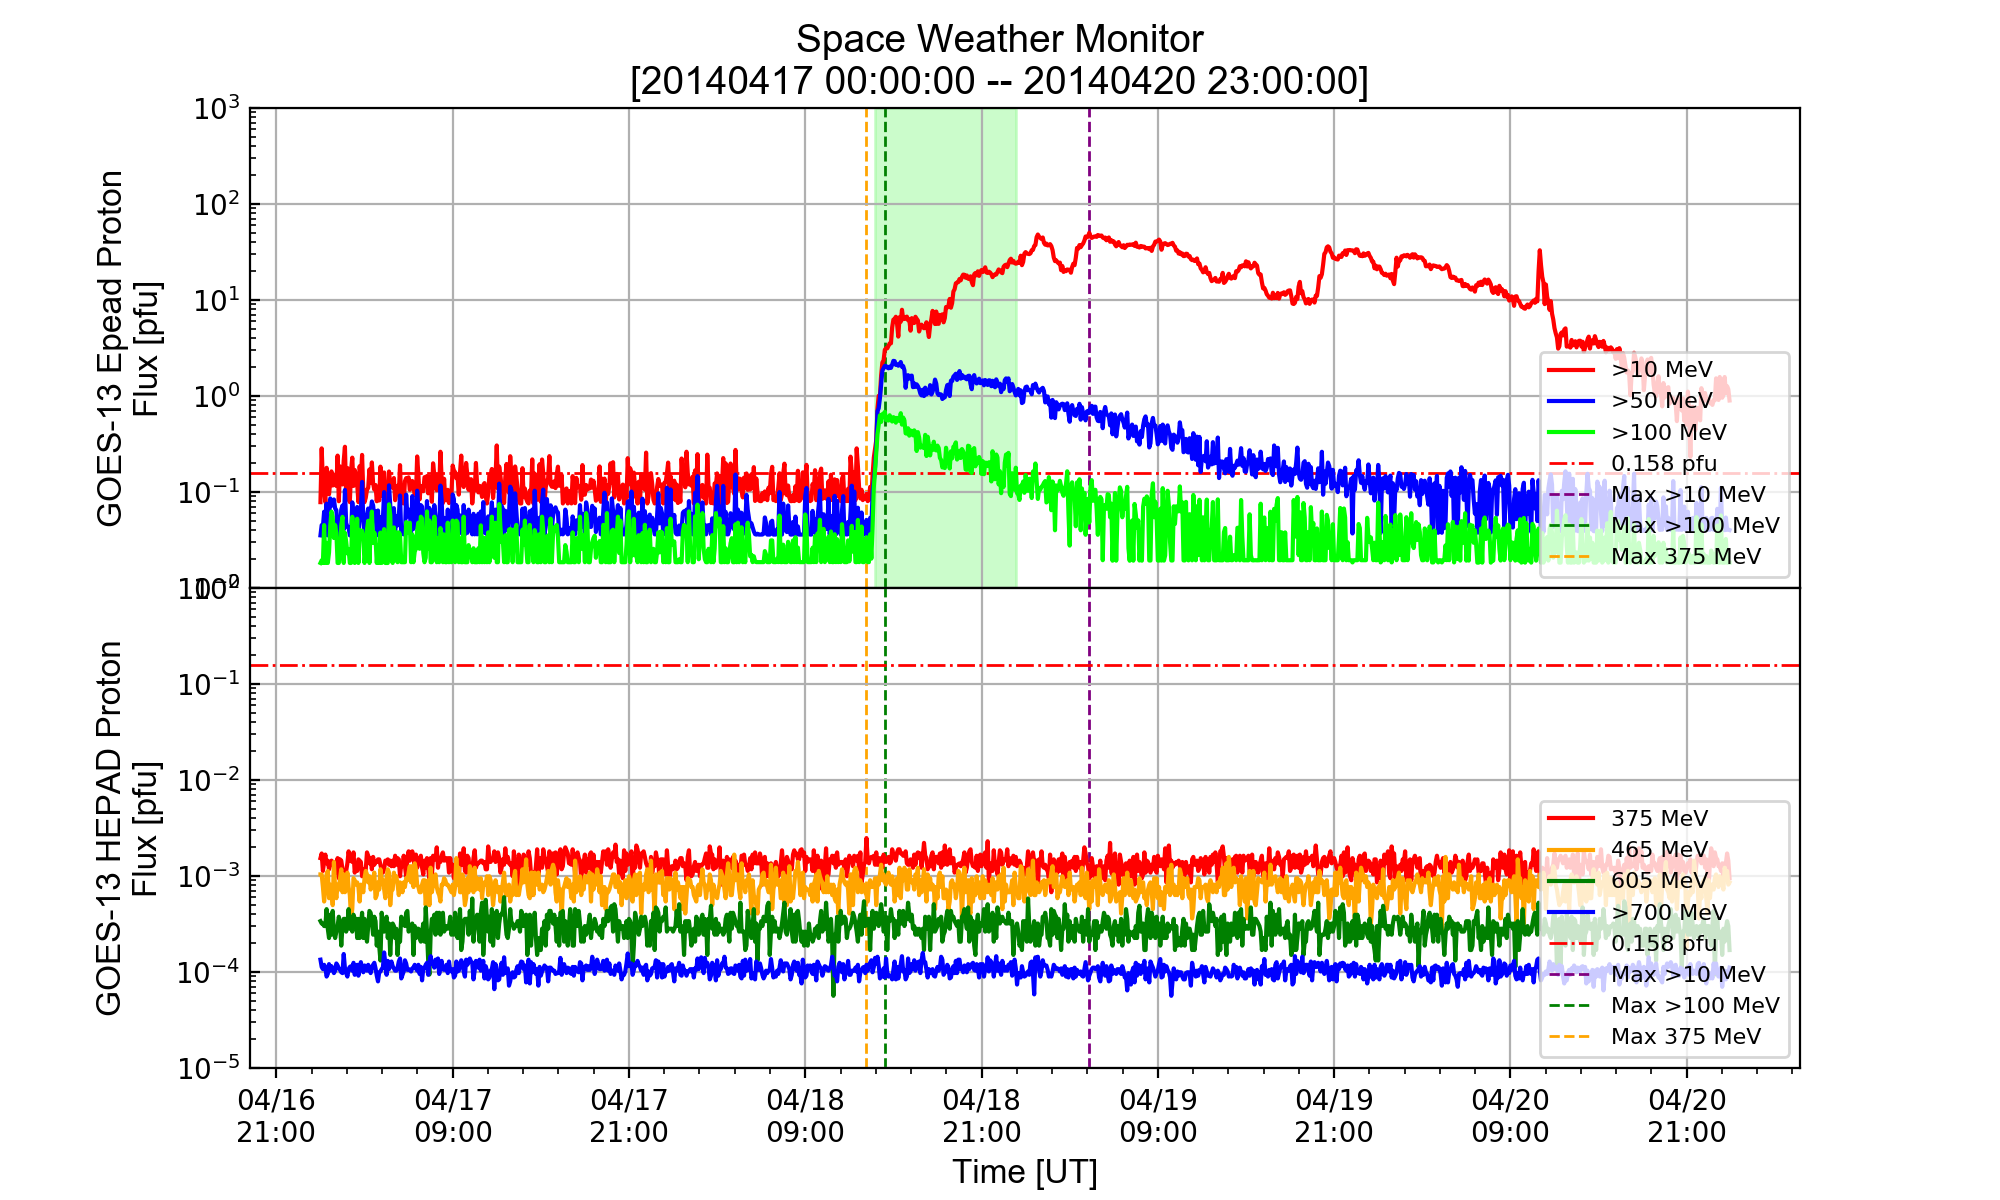 Space Weather Monitor
[20140417 00:00:00 -- 20140420 23:00:00]
GOES-13 Epead Proton
Flux [pfu]
10³
10²
10¹
10⁰
10⁻¹
10⁻²
>10 MeV
>50 MeV
>100 MeV
0.158 pfu
Max >10 MeV
Max >100 MeV
Max 375 MeV
GOES-13 HEPAD Proton
Flux [pfu]
10⁰
10⁻¹
10⁻²
10⁻³
10⁻⁴
10⁻⁵
375 MeV
465 MeV
605 MeV
>700 MeV
0.158 pfu
Max >10 MeV
Max >100 MeV
Max 375 MeV
04/16 04/17 04/17 04/18 04/18 04/19 04/19 04/20 04/20
21:00 09:00 21:00 09:00 21:00 09:00 21:00 09:00 21:00
Time [UT]